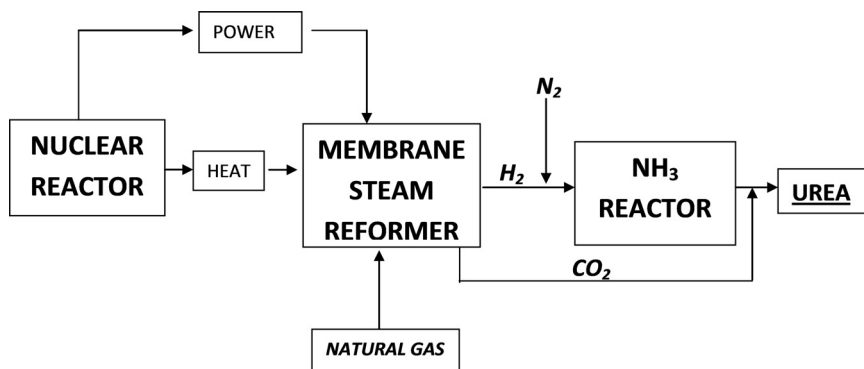 POWER
NUCLEAR
REACTOR
HEAT
MEMBRANE
STEAM
REFORMER
H₂
N₂
NH₃
REACTOR
UREA
CO₂
NATURAL GAS